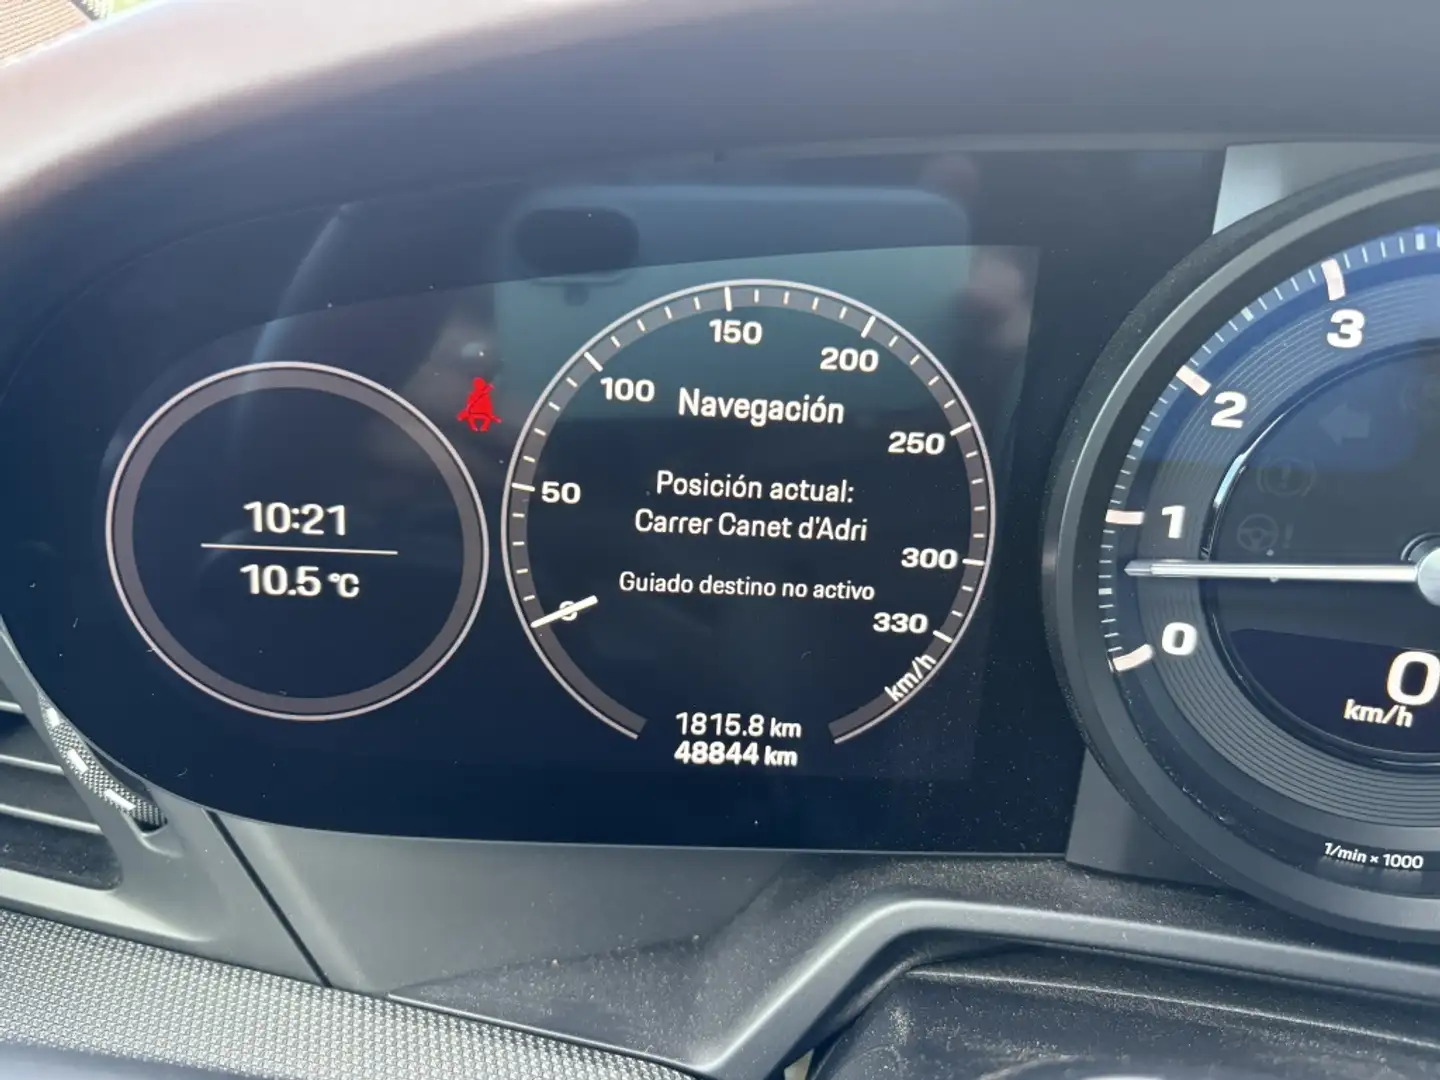 10:21
10.5 °C
0
50
100
150
200
250
300
330
km/h
Navegación
Posición actual:
Carrer Canet d'Adri
Guiado destino no activo
1815.8 km
48844 km
0
1
2
3
0
km/h
1/min × 1000